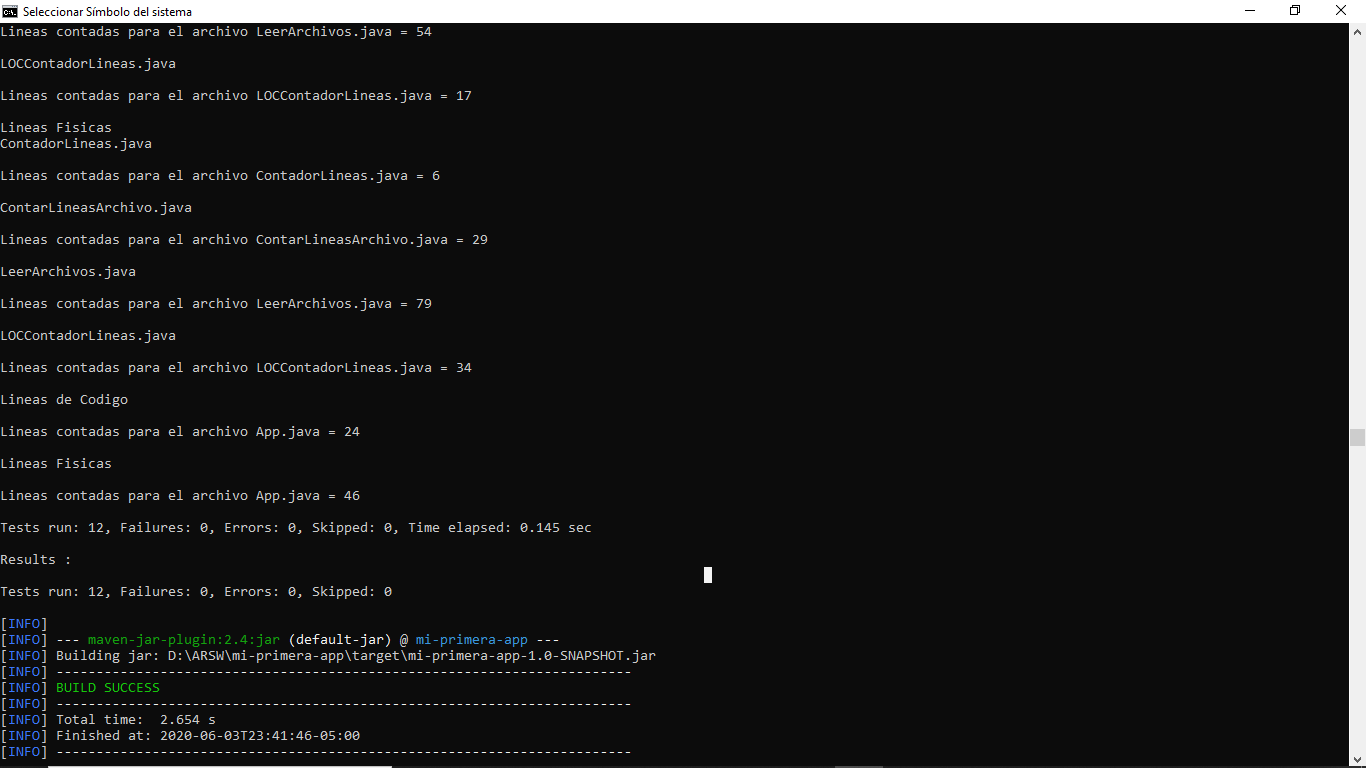 Seleccionar Símbolo del sistema
Lineas contadas para el archivo LeerArchivos.java = 54
LOCContadorLineas.java
Lineas contadas para el archivo LOCContadorLineas.java = 17
Lineas Fisicas
ContadorLineas.java
Lineas contadas para el archivo ContadorLineas.java = 6
ContarLineasArchivo.java
Lineas contadas para el archivo ContarLineasArchivo.java = 29
LeerArchivos.java
Lineas contadas para el archivo LeerArchivos.java = 79
LOCContadorLineas.java
Lineas contadas para el archivo LOCContadorLineas.java = 34
Lineas de Codigo
Lineas contadas para el archivo App.java = 24
Lineas Fisicas
Lineas contadas para el archivo App.java = 46
Tests run: 12, Failures: 0, Errors: 0, Skipped: 0, Time elapsed: 0.145 sec
Results :
Tests run: 12, Failures: 0, Errors: 0, Skipped: 0
[INFO]
[INFO] --- maven-jar-plugin:2.4:jar (default-jar) @ mi-primera-app ---
[INFO] Building jar: D:\ARSW\mi-primera-app\target\mi-primera-app-1.0-SNAPSHOT.jar
[INFO] ------------------------------------------------------------------------
[INFO] BUILD SUCCESS
[INFO] ------------------------------------------------------------------------
[INFO] Total time:  2.654 s
[INFO] Finished at: 2020-06-03T23:41:46-05:00
[INFO] ------------------------------------------------------------------------